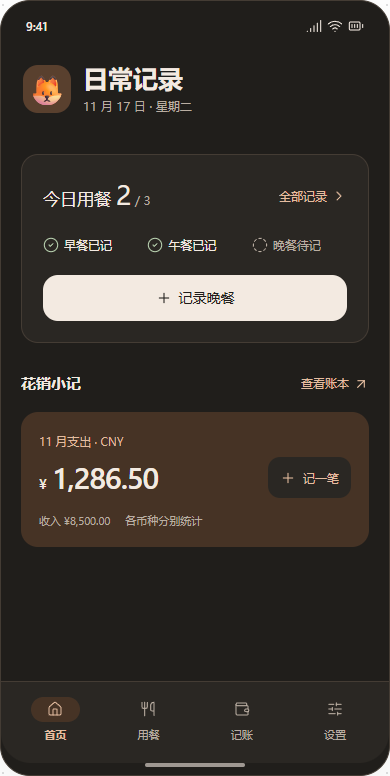 9:41
日常记录
11 月 17 日 · 星期二
今日用餐 2 / 3
全部记录
早餐已记 午餐已记 晚餐待记
+ 记录晚餐
花销小记
查看账本
11 月支出 · CNY
¥ 1,286.50
+ 记一笔
收入 ¥8,500.00 各币种分别统计
首页 用餐 记账 设置